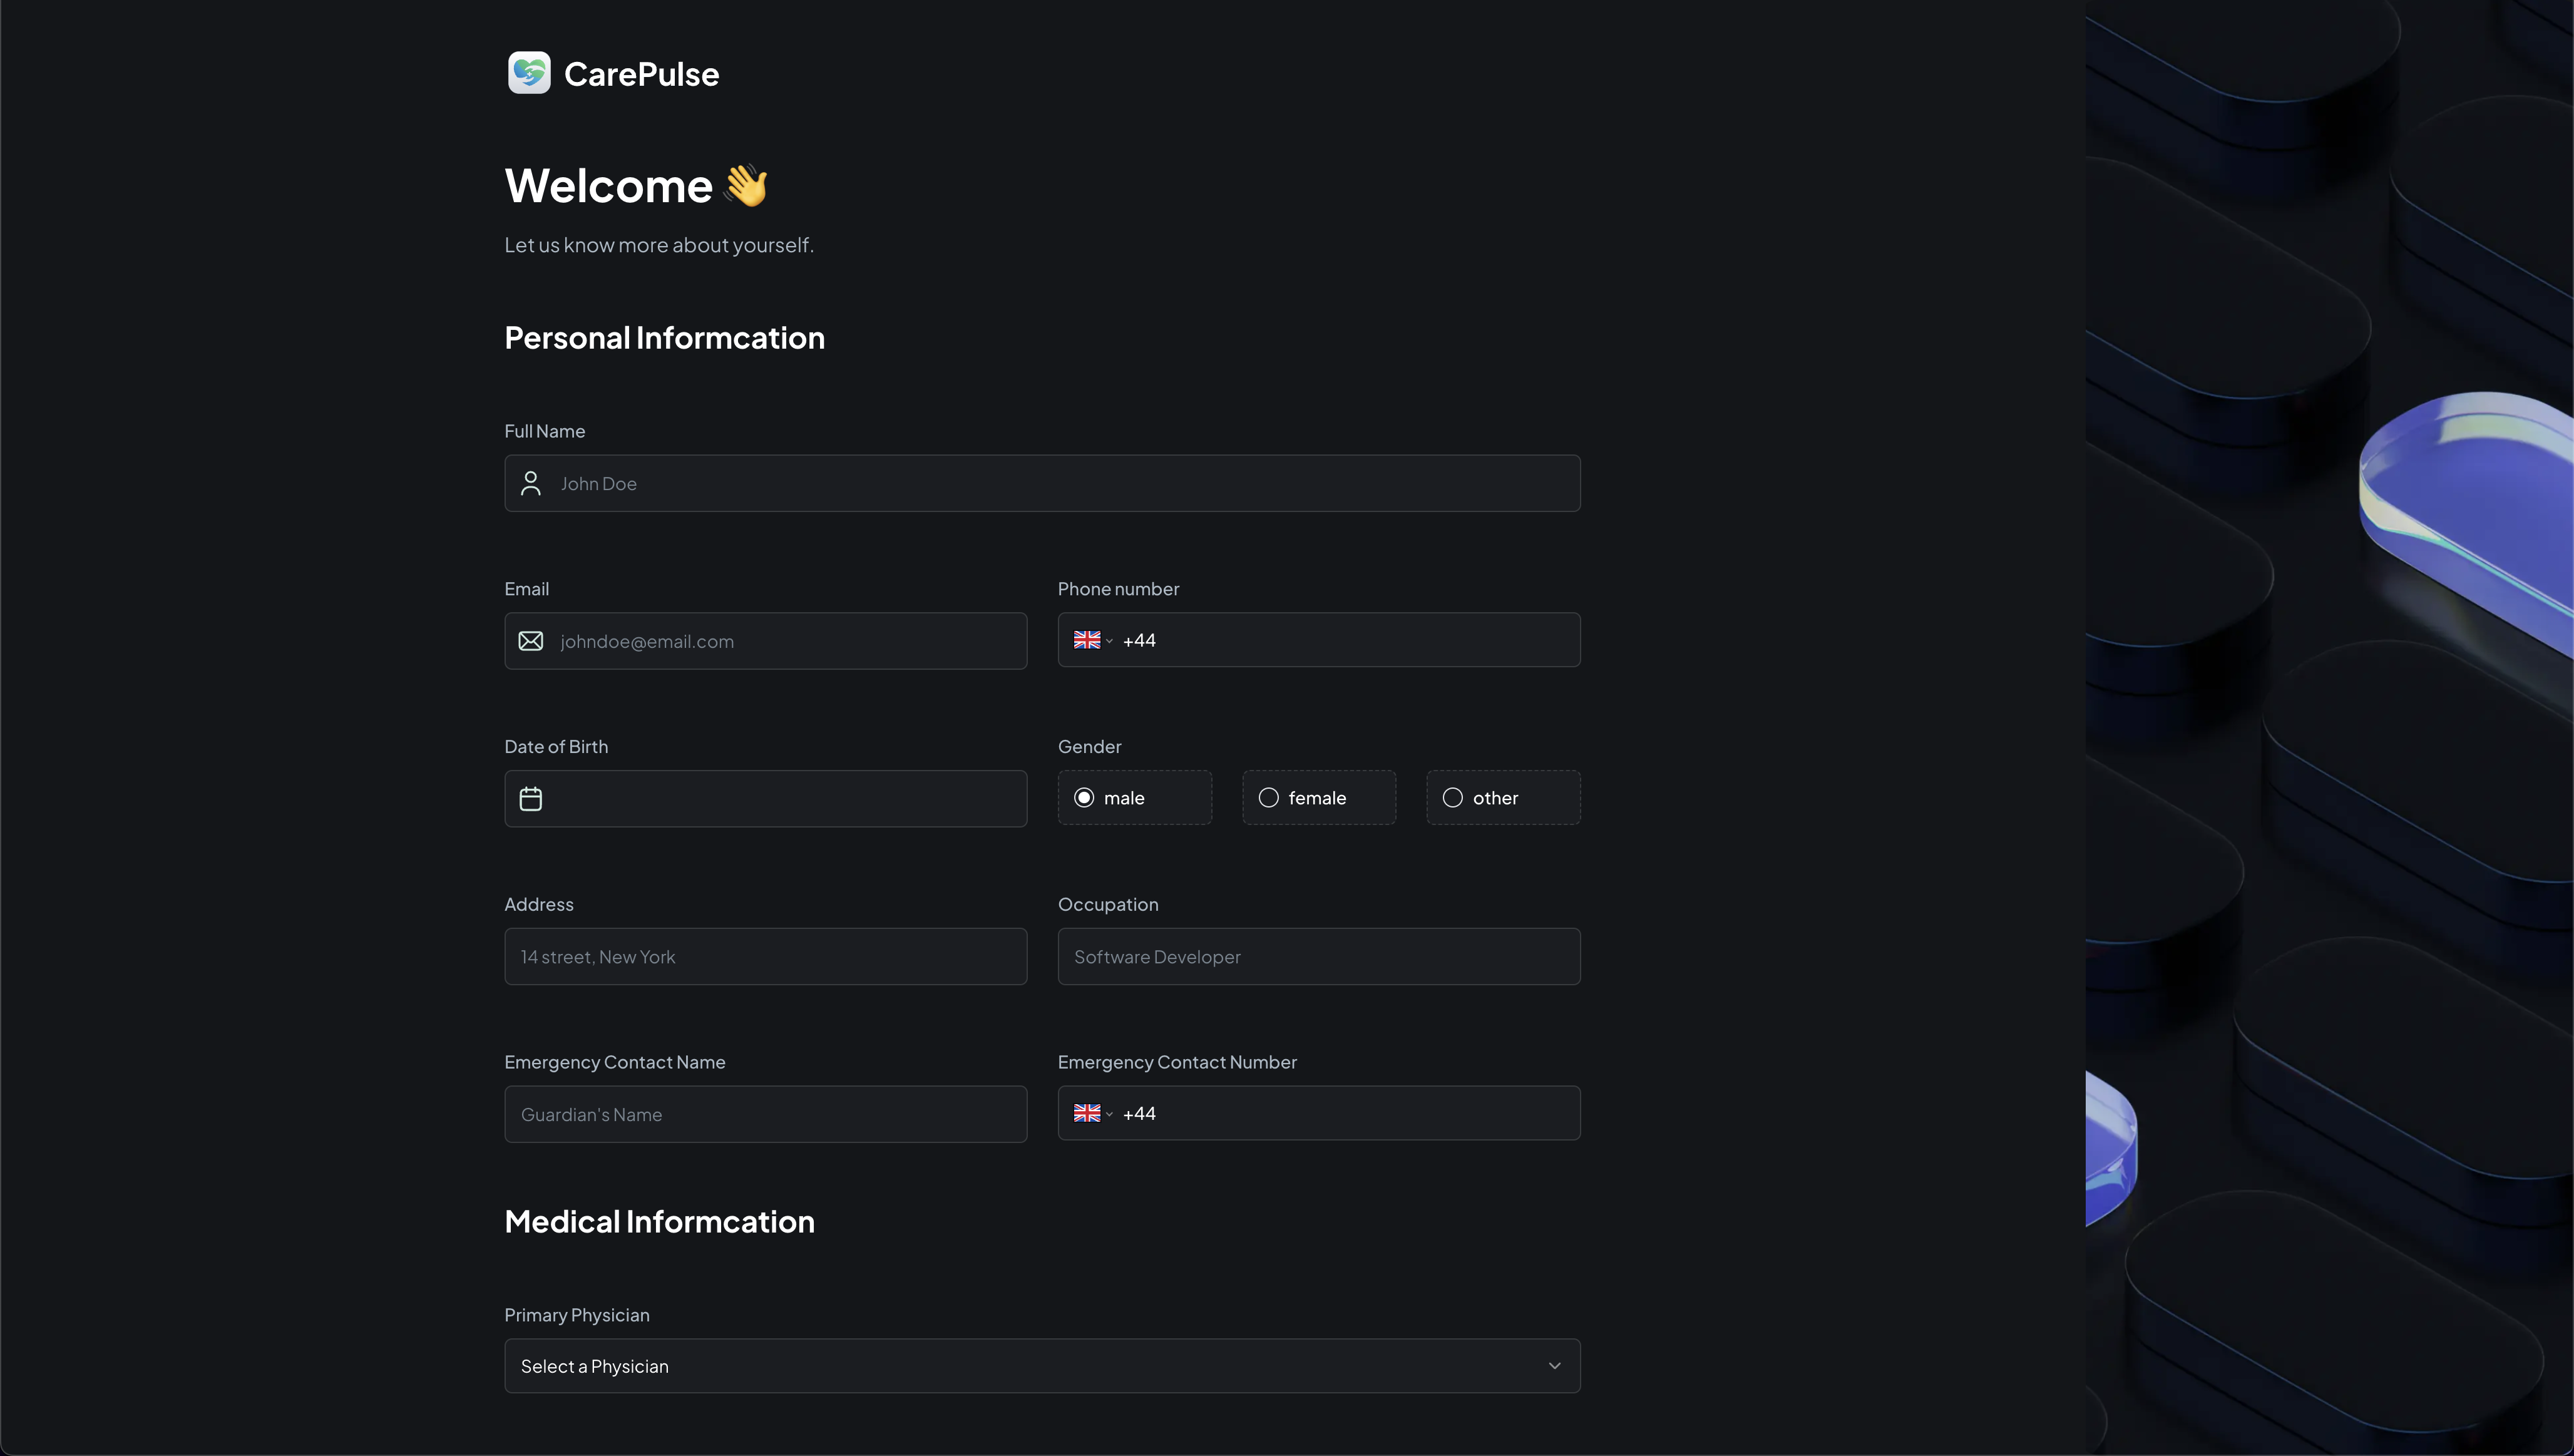 CarePulse
Welcome 👋
Let us know more about yourself.
Personal Informcation
Full Name
John Doe
Email
Phone number
johndoe@email.com
+44
Date of Birth
Gender
male
female
other
Address
Occupation
14 street, New York
Software Developer
Emergency Contact Name
Emergency Contact Number
Guardian's Name
+44
Medical Informcation
Primary Physician
Select a Physician